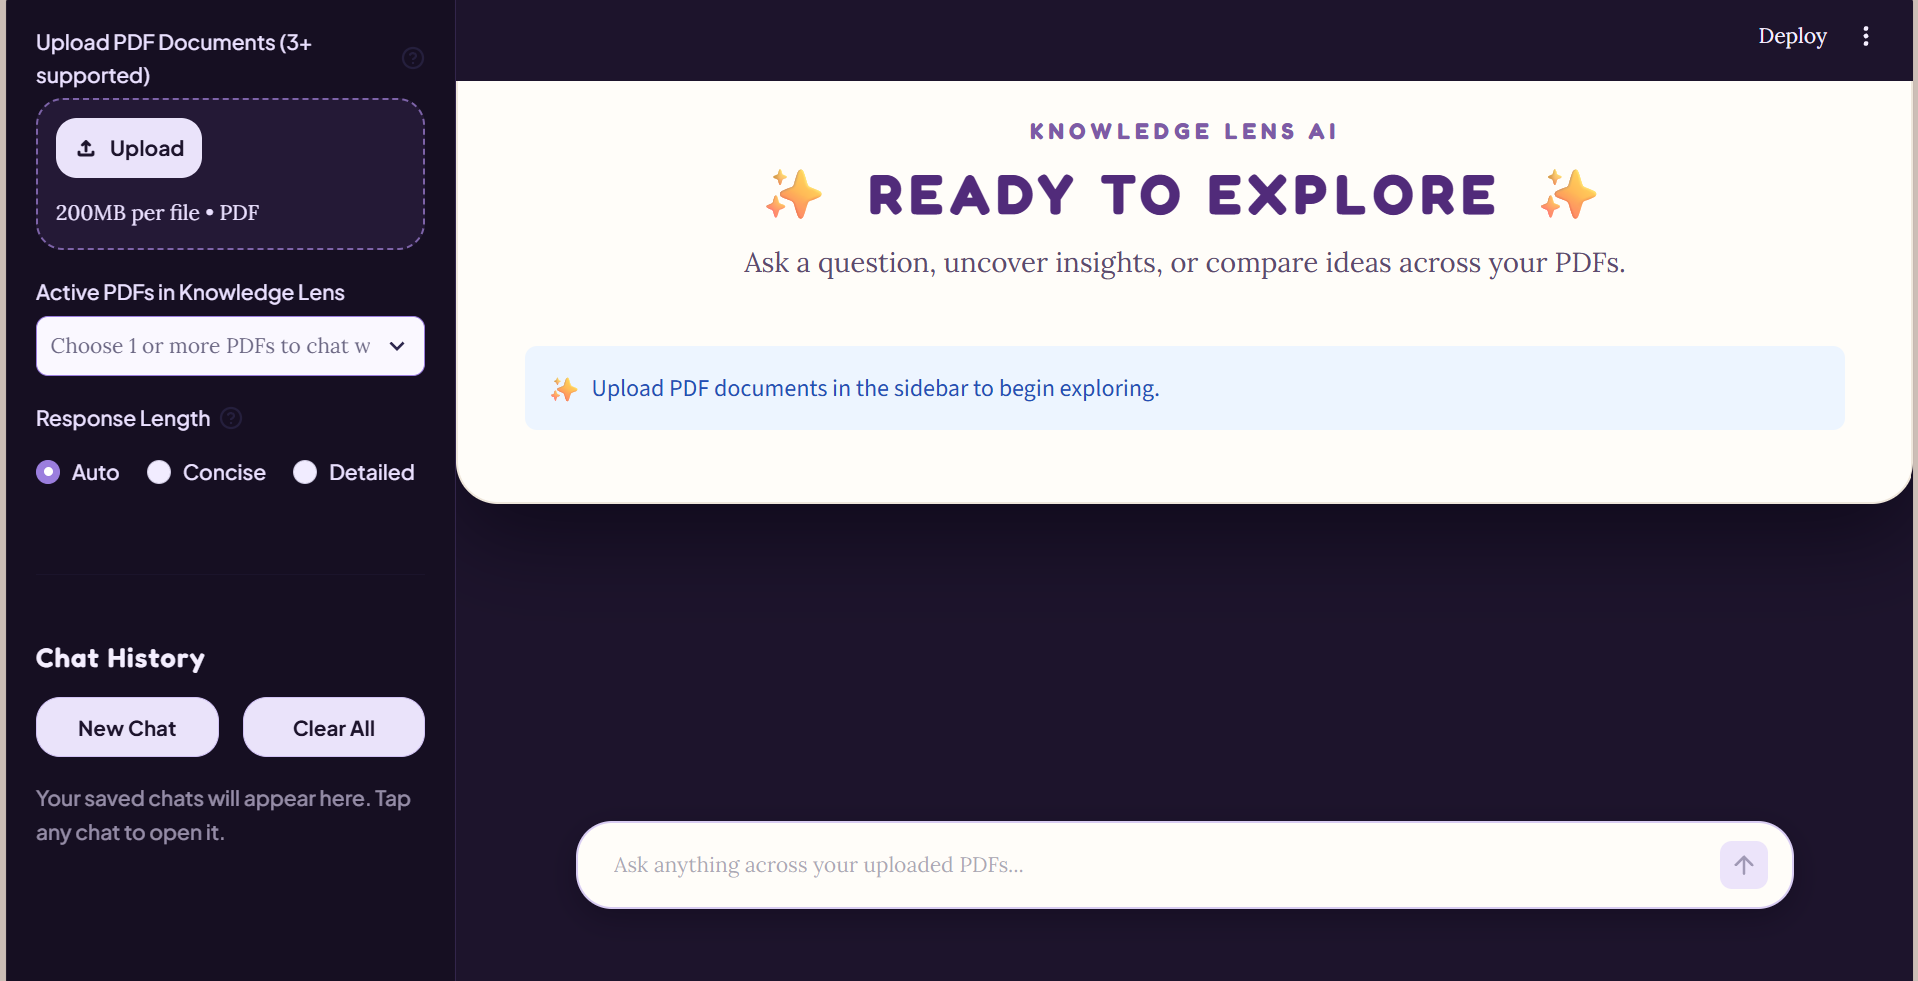 Upload PDF Documents (3+
supported)
Upload
200MB per file • PDF
Active PDFs in Knowledge Lens
Choose 1 or more PDFs to chat w
Response Length
Auto
Concise
Detailed
Chat History
New Chat
Clear All
Your saved chats will appear here. Tap
any chat to open it.
Deploy
KNOWLEDGE LENS AI
✨ READY TO EXPLORE ✨
Ask a question, uncover insights, or compare ideas across your PDFs.
✨ Upload PDF documents in the sidebar to begin exploring.
Ask anything across your uploaded PDFs...